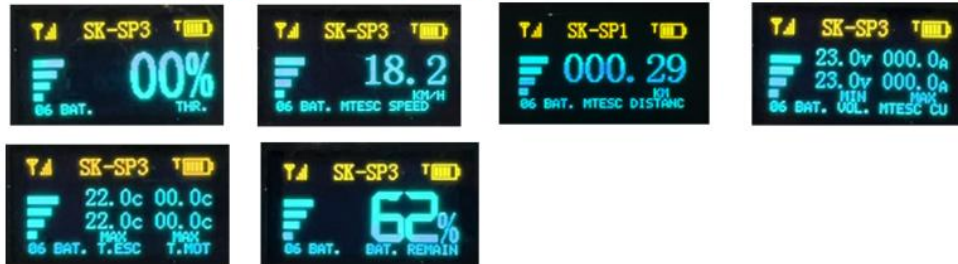 T SK-SP3 T
00%
06 BAT. THR.
T SK-SP3 T
18.2
KM/H
06 BAT. MTESC SPEED
T SK-SP1 T
000.29
KM
06 BAT. MTESC DISTANC
T SK-SP3 T
23.0v 000.0A
23.0v 000.0A
MIN MAX
06 BAT. VOL. MTESC CU
T SK-SP3 T
22.0c 00.0c
22.0c 00.0c
MAX MAX
06 BAT. T.ESC T.MOT
T SK-SP3 T
62%
06 BAT. BAT. REMAIN